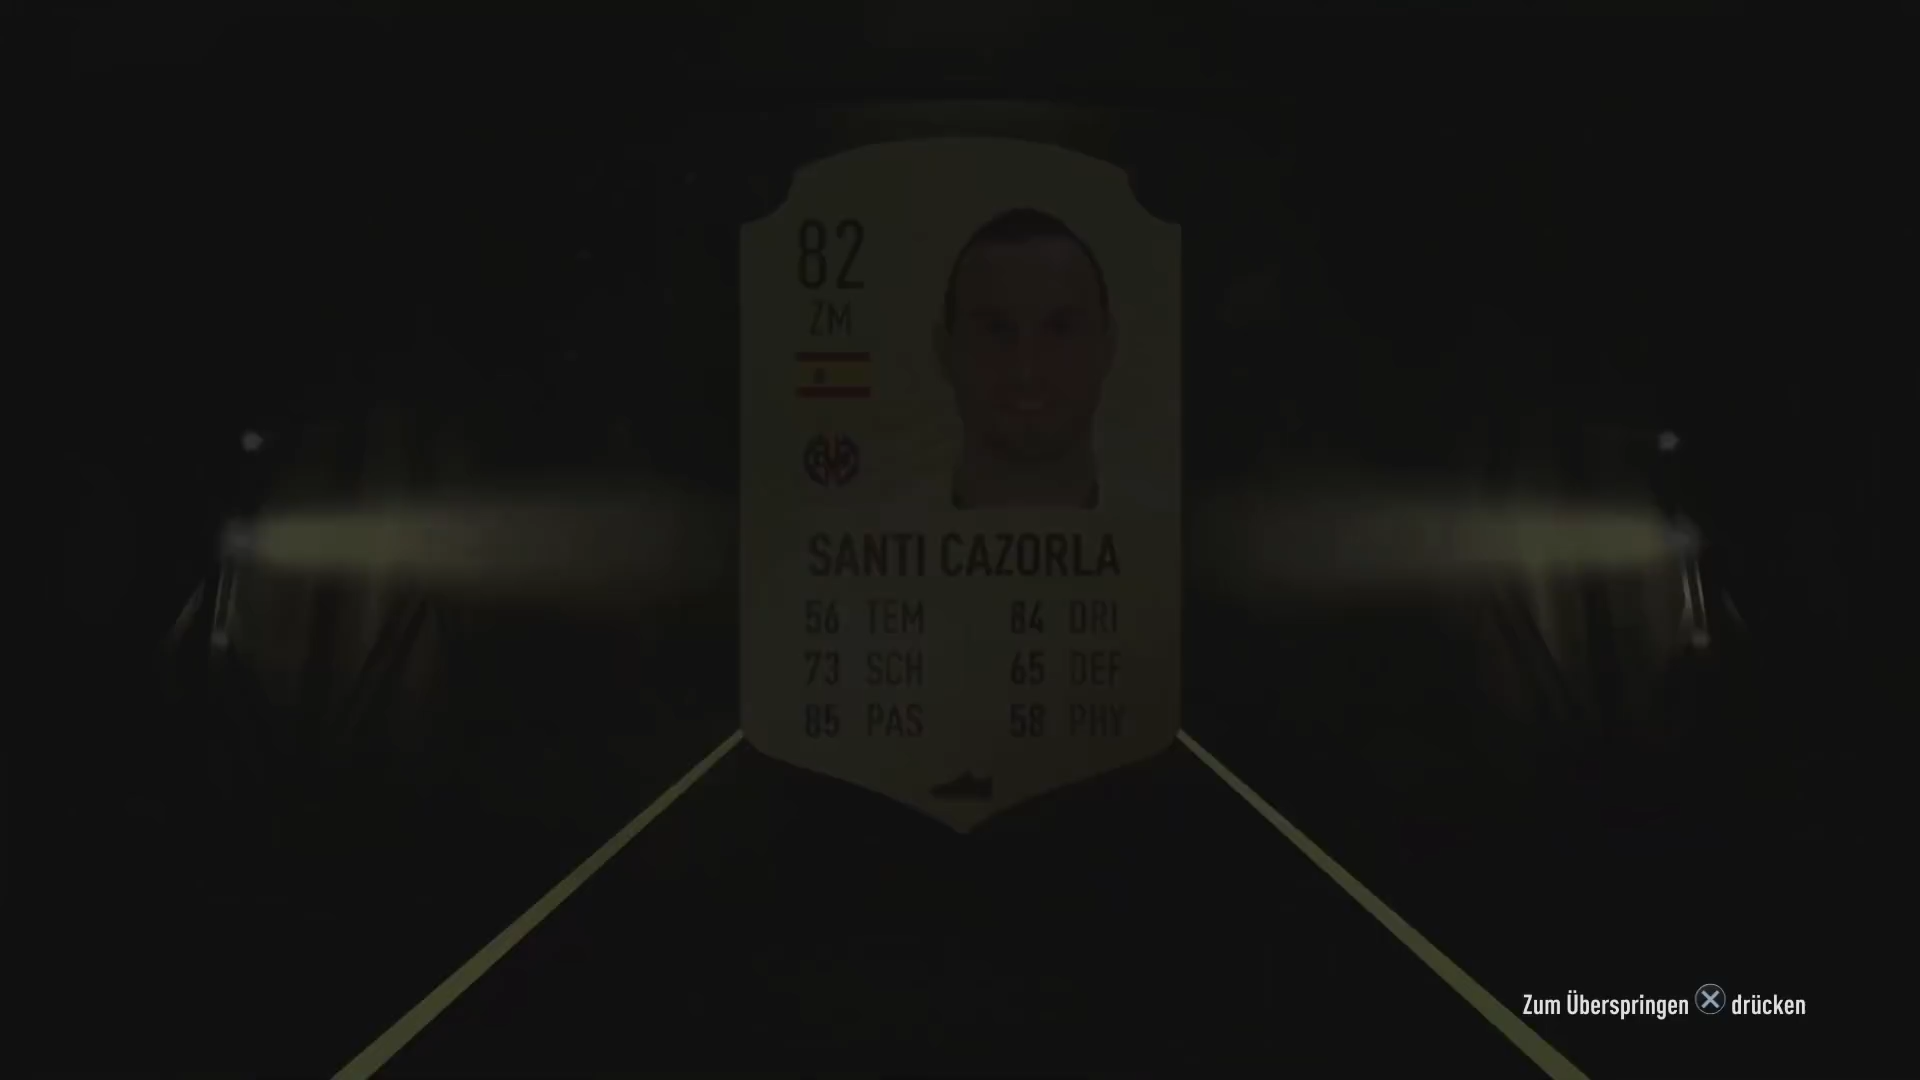 82
ZM
SANTI CAZORLA
56 TEM 84 DRI
73 SCH 65 DEF
85 PAS 58 PHY
Zum Überspringen drücken